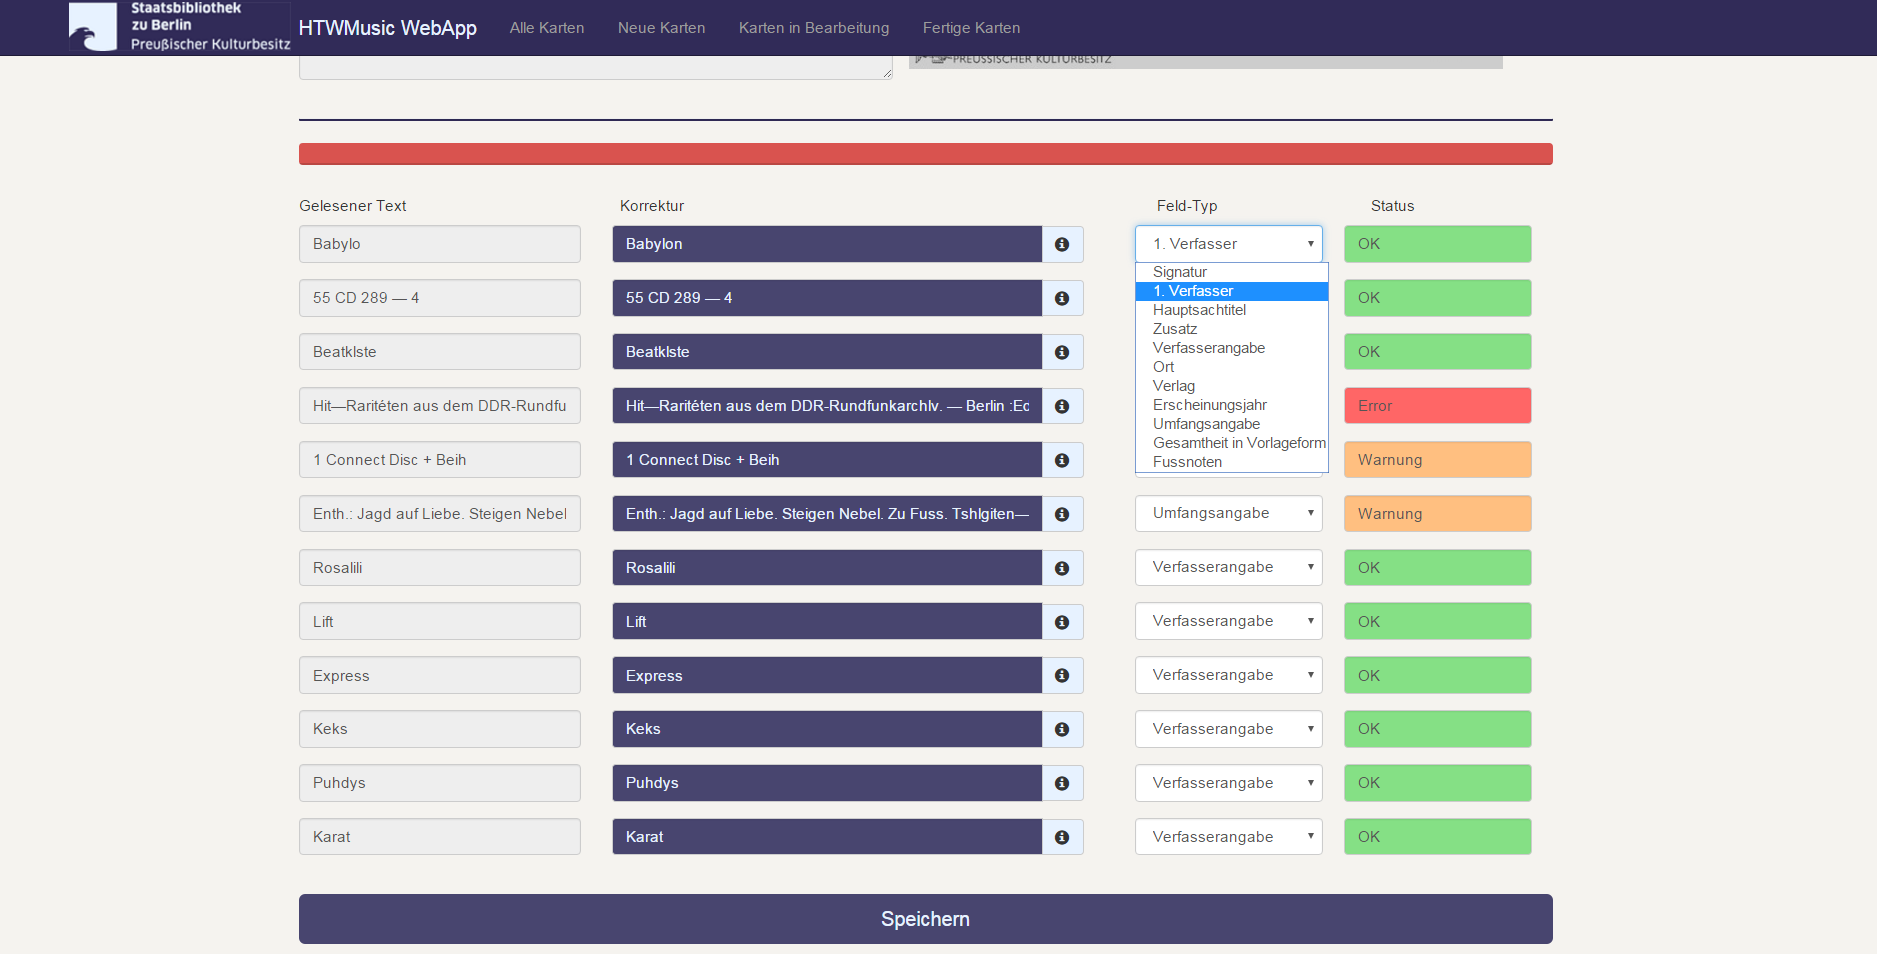 Staatsbibliothek
zu Berlin
Preußischer Kulturbesitz
HTWMusic WebApp
Alle Karten
Neue Karten
Karten in Bearbeitung
Fertige Karten
PREUSSISCHER KULTURBESITZ
Gelesener Text Korrektur Feld-Typ Status
Babylo Babylon 1. Verfasser OK
Signatur
1. Verfasser
Hauptsachtitel
Zusatz
Verfasserangabe
Ort
Verlag
Erscheinungsjahr
Umfangsangabe
Gesamtheit in Vorlageform
Fussnoten
55 CD 289 — 4 55 CD 289 — 4 OK
Beatklste Beatklste OK
Hit—Raritéten aus dem DDR-Rundfu Hit—Raritéten aus dem DDR-Rundfunkarchlv. — Berlin :Ec Error
1 Connect Disc + Beih 1 Connect Disc + Beih Warnung
Enth.: Jagd auf Liebe. Steigen Nebel Enth.: Jagd auf Liebe. Steigen Nebel. Zu Fuss. Tshlgiten— Umfangsangabe Warnung
Rosalili Rosalili Verfasserangabe OK
Lift Lift Verfasserangabe OK
Express Express Verfasserangabe OK
Keks Keks Verfasserangabe OK
Puhdys Puhdys Verfasserangabe OK
Karat Karat Verfasserangabe OK
Speichern